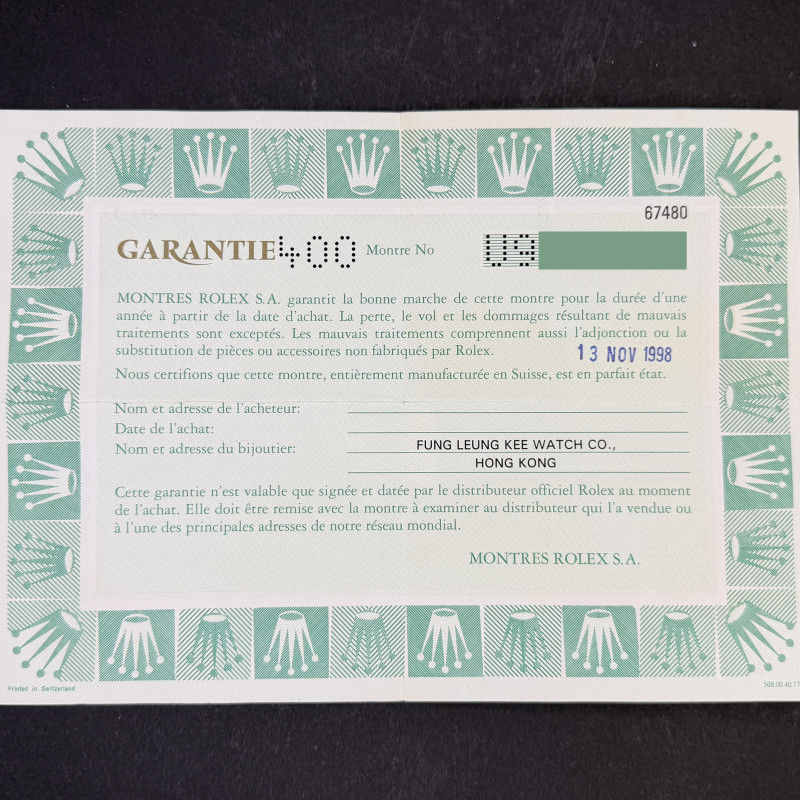 67480
GARANTIE 400 Montre No U9
MONTRES ROLEX S.A. garantit la bonne marche de cette montre pour la durée d'une
année à partir de la date d'achat. La perte, le vol et les dommages résultant de mauvais
traitements sont exceptés. Les mauvais traitements comprennent aussi l'adjonction ou la
substitution de pièces ou accessoires non fabriqués par Rolex.
13 NOV 1998
Nous certifions que cette montre, entièrement manufacturée en Suisse, est en parfait état.
Nom et adresse de l'acheteur:
Date de l'achat:
Nom et adresse du bijoutier: FUNG LEUNG KEE WATCH CO.,
HONG KONG
Cette garantie n'est valable que signée et datée par le distributeur officiel Rolex au moment
de l'achat. Elle doit être remise avec la montre à examiner au distributeur qui l'a vendue ou
à l'une des principales adresses de notre réseau mondial.
MONTRES ROLEX S.A.
Printed in Switzerland